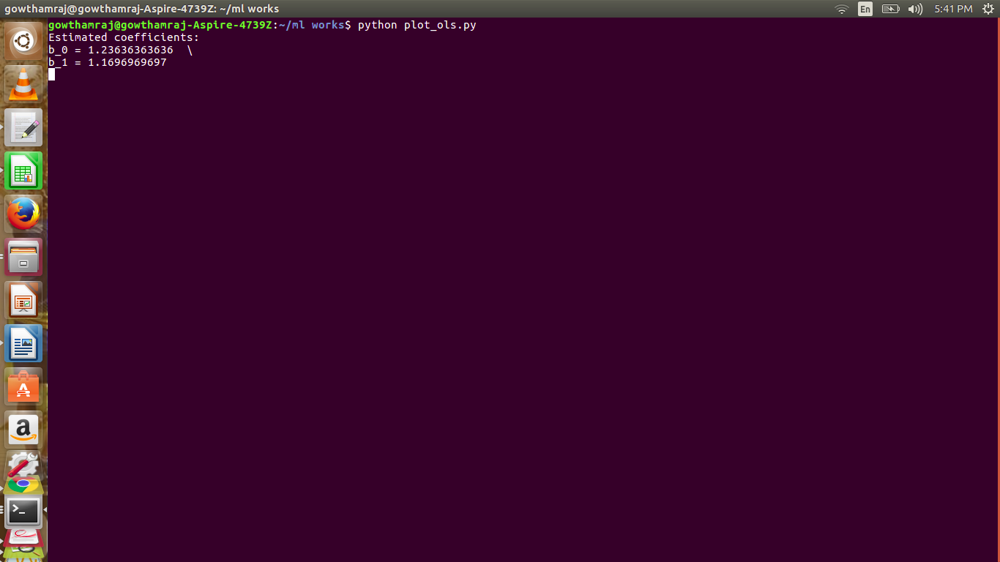 gowthamraj@gowthamraj-Aspire-4739Z: ~/ml works
En
5:41 PM
gowthamraj@gowthamraj-Aspire-4739Z:~/ml works$ python plot_ols.py
Estimated coefficients:
b_0 = 1.23636363636  \
b_1 = 1.1696969697